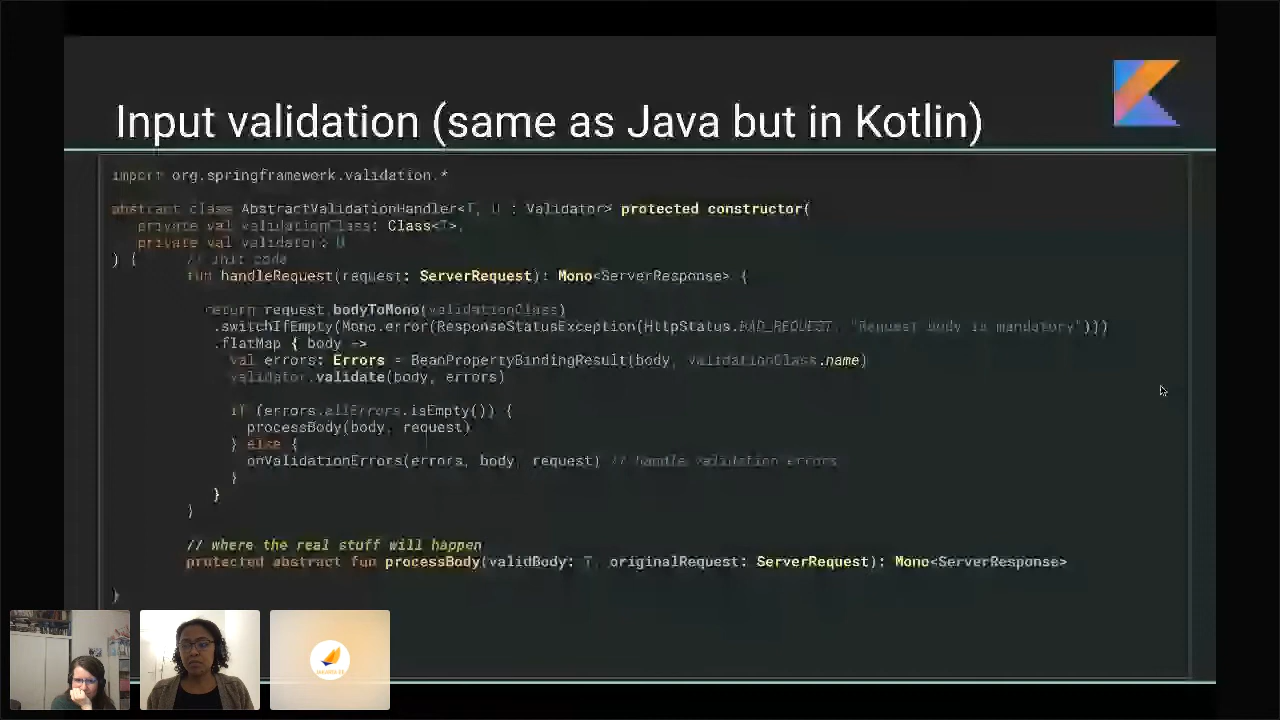 Input validation (same as Java but in Kotlin)
import org.springframework.validation.*
abstract class AbstractValidationHandler<T, U : Validator> protected constructor(
private val validationClass: Class<T>,
private val validator: U
) { // init code
fun handleRequest(request: ServerRequest): Mono<ServerResponse> {
return request.bodyToMono(validationClass)
.switchIfEmpty(Mono.error(ResponseStatusException(HttpStatus.BAD_REQUEST, "Request body is mandatory")))
.flatMap { body ->
val errors: Errors = BeanPropertyBindingResult(body, validationClass.name)
validator.validate(body, errors)
if (errors.allErrors.isEmpty()) {
processBody(body, request)
} else {
onValidationErrors(errors, body, request) // handle validation errors
}
}
}
// where the real stuff will happen
protected abstract fun processBody(validBody: T, originalRequest: ServerRequest): Mono<ServerResponse>
}